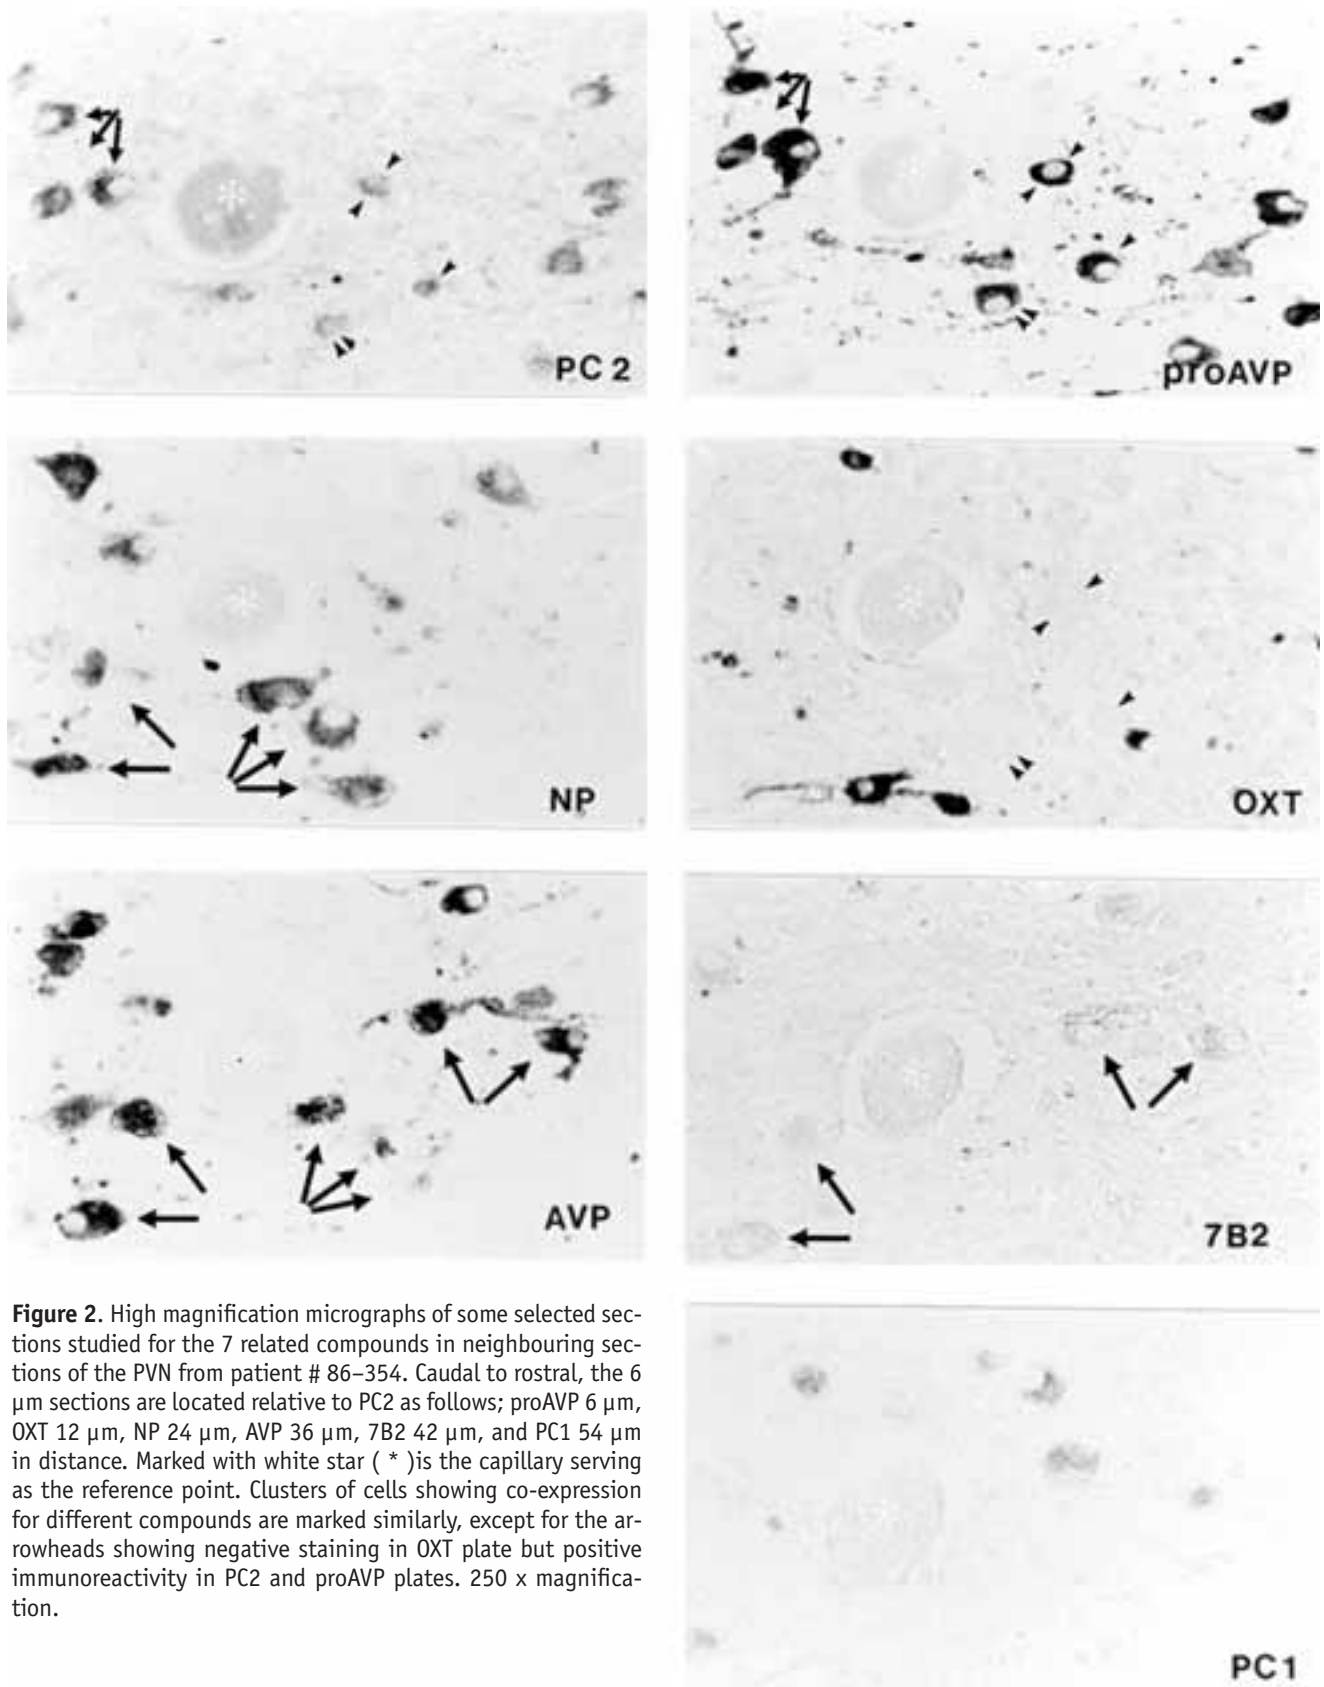 PC 2
proAVP
NP
OXT
AVP
7B2
Figure 2. High magnification micrographs of some selected sec-
tions studied for the 7 related compounds in neighbouring sec-
tions of the PVN from patient # 86–354. Caudal to rostral, the 6
μm sections are located relative to PC2 as follows; proAVP 6 μm,
OXT 12 μm, NP 24 μm, AVP 36 μm, 7B2 42 μm, and PC1 54 μm
in distance. Marked with white star ( * )is the capillary serving
as the reference point. Clusters of cells showing co-expression
for different compounds are marked similarly, except for the ar-
rowheads showing negative staining in OXT plate but positive
immunoreactivity in PC2 and proAVP plates. 250 x magnifica-
tion.
PC 1